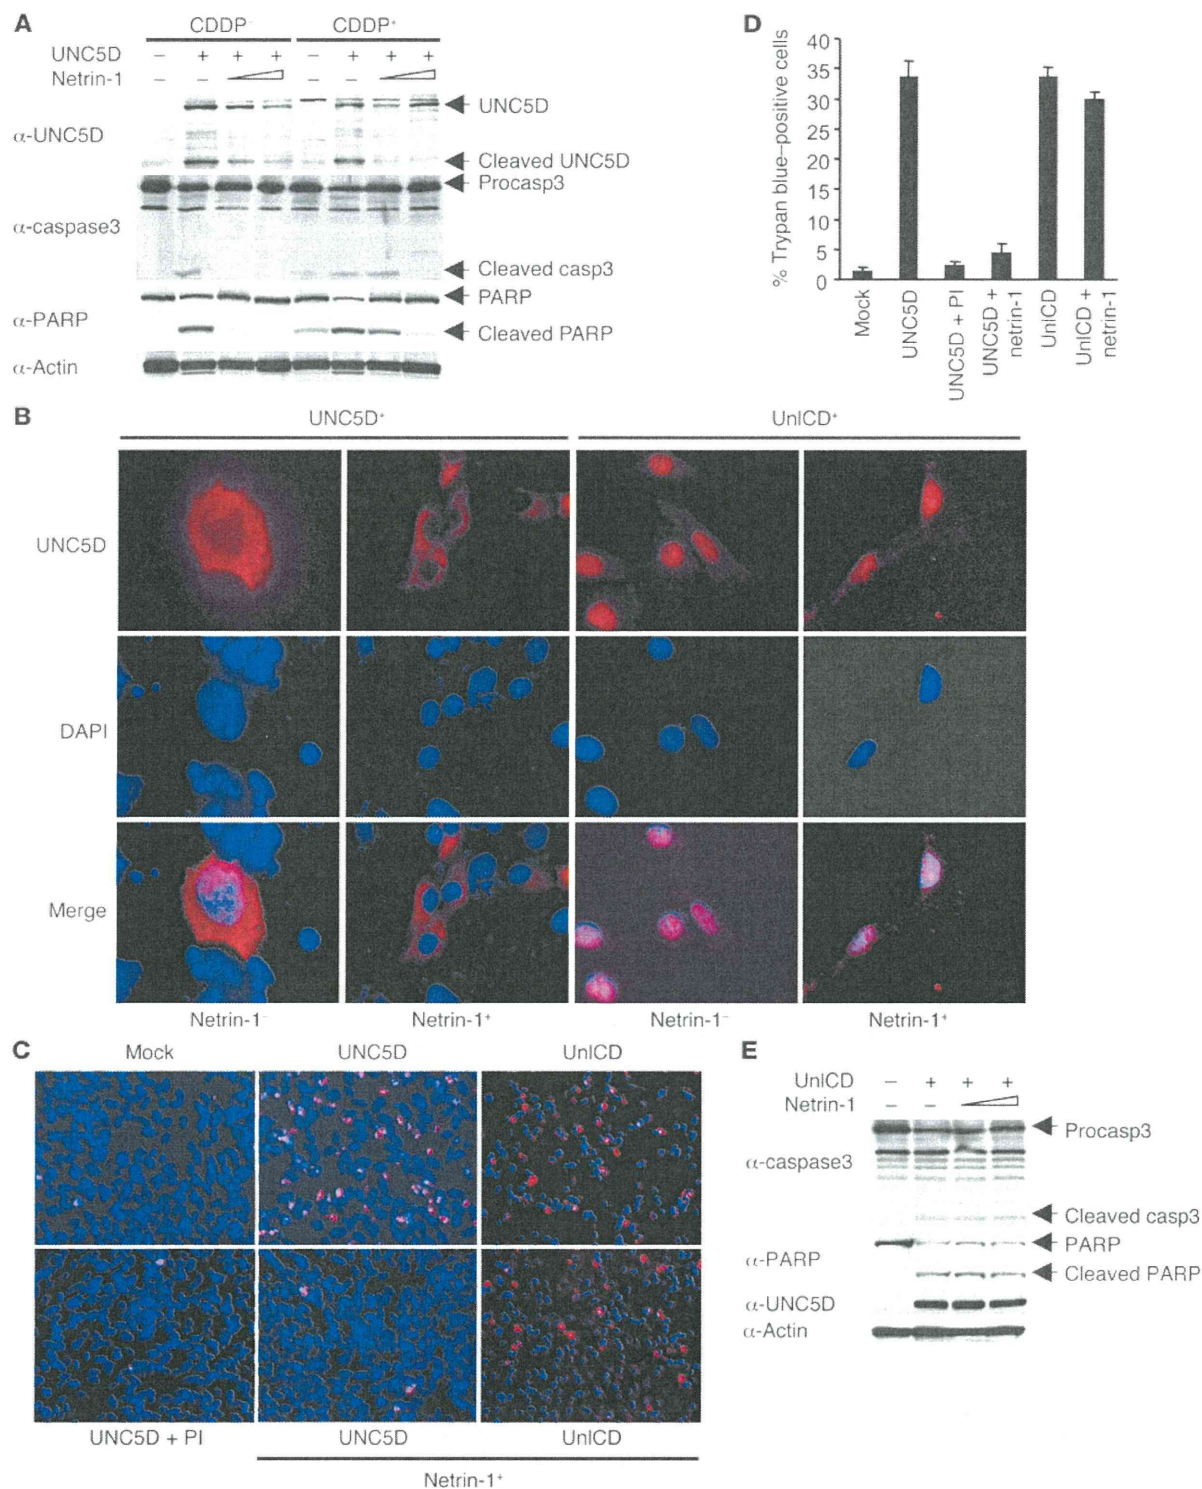 A
CDDP⁻ CDDP⁺
UNC5D − + + + − + + +
Netrin-1 − − − −
α-UNC5D
UNC5D
Cleaved UNC5D
α-caspase3
Procasp3
Cleaved casp3
α-PARP
PARP
Cleaved PARP
α-Actin
D
% Trypan blue–positive cells
40
35
30
25
20
15
10
5
0
Mock
UNC5D
UNC5D + PI
UNC5D + netrin-1
UnICD
UnICD + netrin-1
B
UNC5D⁺ UnICD⁺
UNC5D
DAPI
Merge
Netrin-1⁻ Netrin-1⁺ Netrin-1⁻ Netrin-1⁺
C
Mock UNC5D UnICD
UNC5D + PI UNC5D UnICD
Netrin-1⁺
E
UnICD − + + +
Netrin-1 − −
α-caspase3
Procasp3
Cleaved casp3
α-PARP
PARP
Cleaved PARP
α-UNC5D
α-Actin